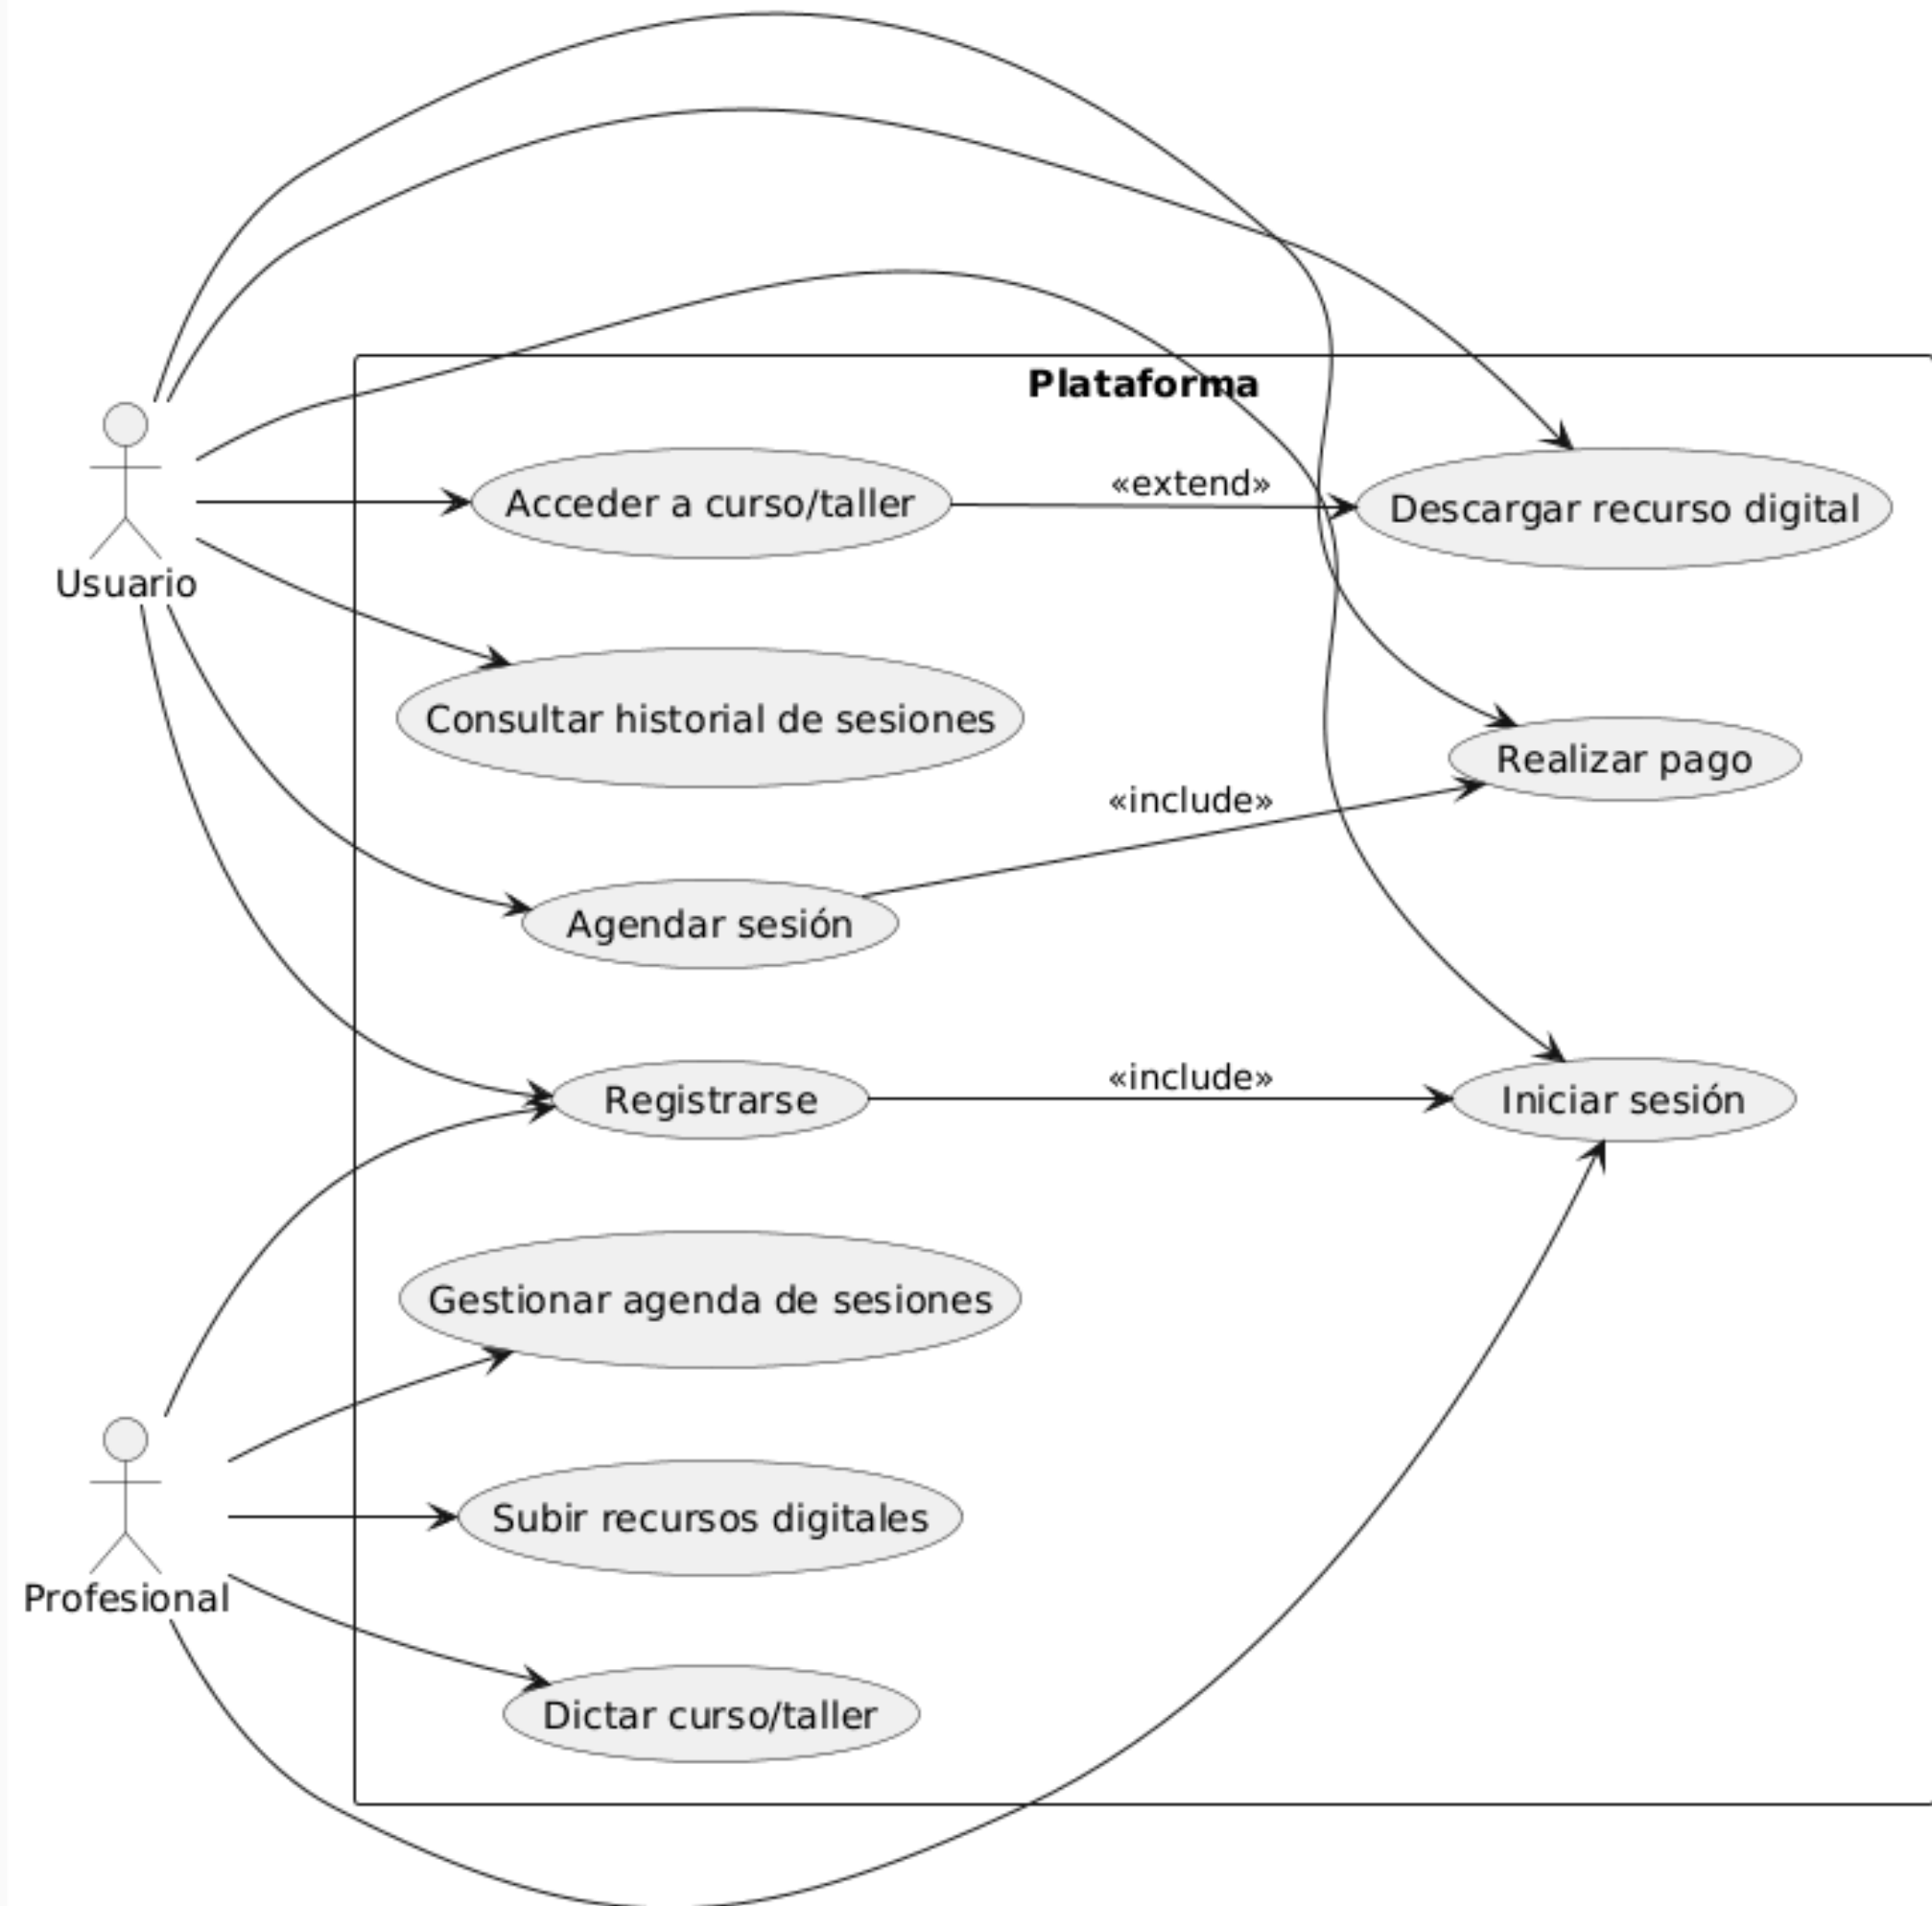 Plataforma
Acceder a curso/taller
«extend»
Descargar recurso digital
Usuario
Consultar historial de sesiones
Realizar pago
«include»
Agendar sesión
Registrarse
«include»
Iniciar sesión
Gestionar agenda de sesiones
Subir recursos digitales
Profesional
Dictar curso/taller